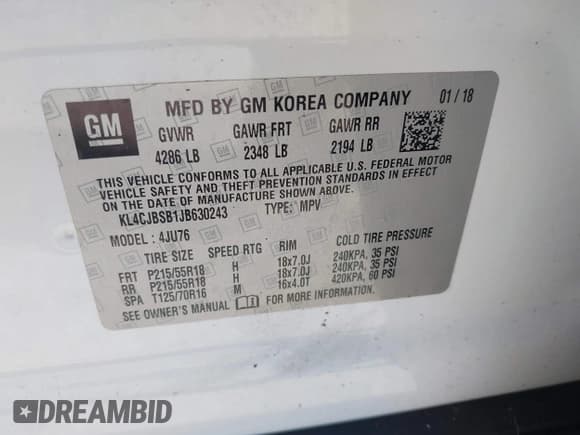 GM
MFD BY GM KOREA COMPANY 01 / 18
GVWR GAWR FRT GAWR RR
4286 LB 2348 LB 2194 LB
THIS VEHICLE CONFORMS TO ALL APPLICABLE U.S. FEDERAL MOTOR
VEHICLE SAFETY AND THEFT PREVENTION STANDARDS IN EFFECT
ON THE DATE OF MANUFACTURE SHOWN ABOVE.
KL4CJBSB1JB630243 TYPE: MPV
MODEL : 4JU76
TIRE SIZE SPEED RTG RIM COLD TIRE PRESSURE
FRT P215/55R18 H 18x7.0J 240KPA, 35 PSI
RR P215/55R18 H 18x7.0J 240KPA, 35 PSI
SPA T125/70R16 M 16x4.0T 420KPA, 60 PSI
SEE OWNER'S MANUAL FOR MORE INFORMATION.
DREAMBID